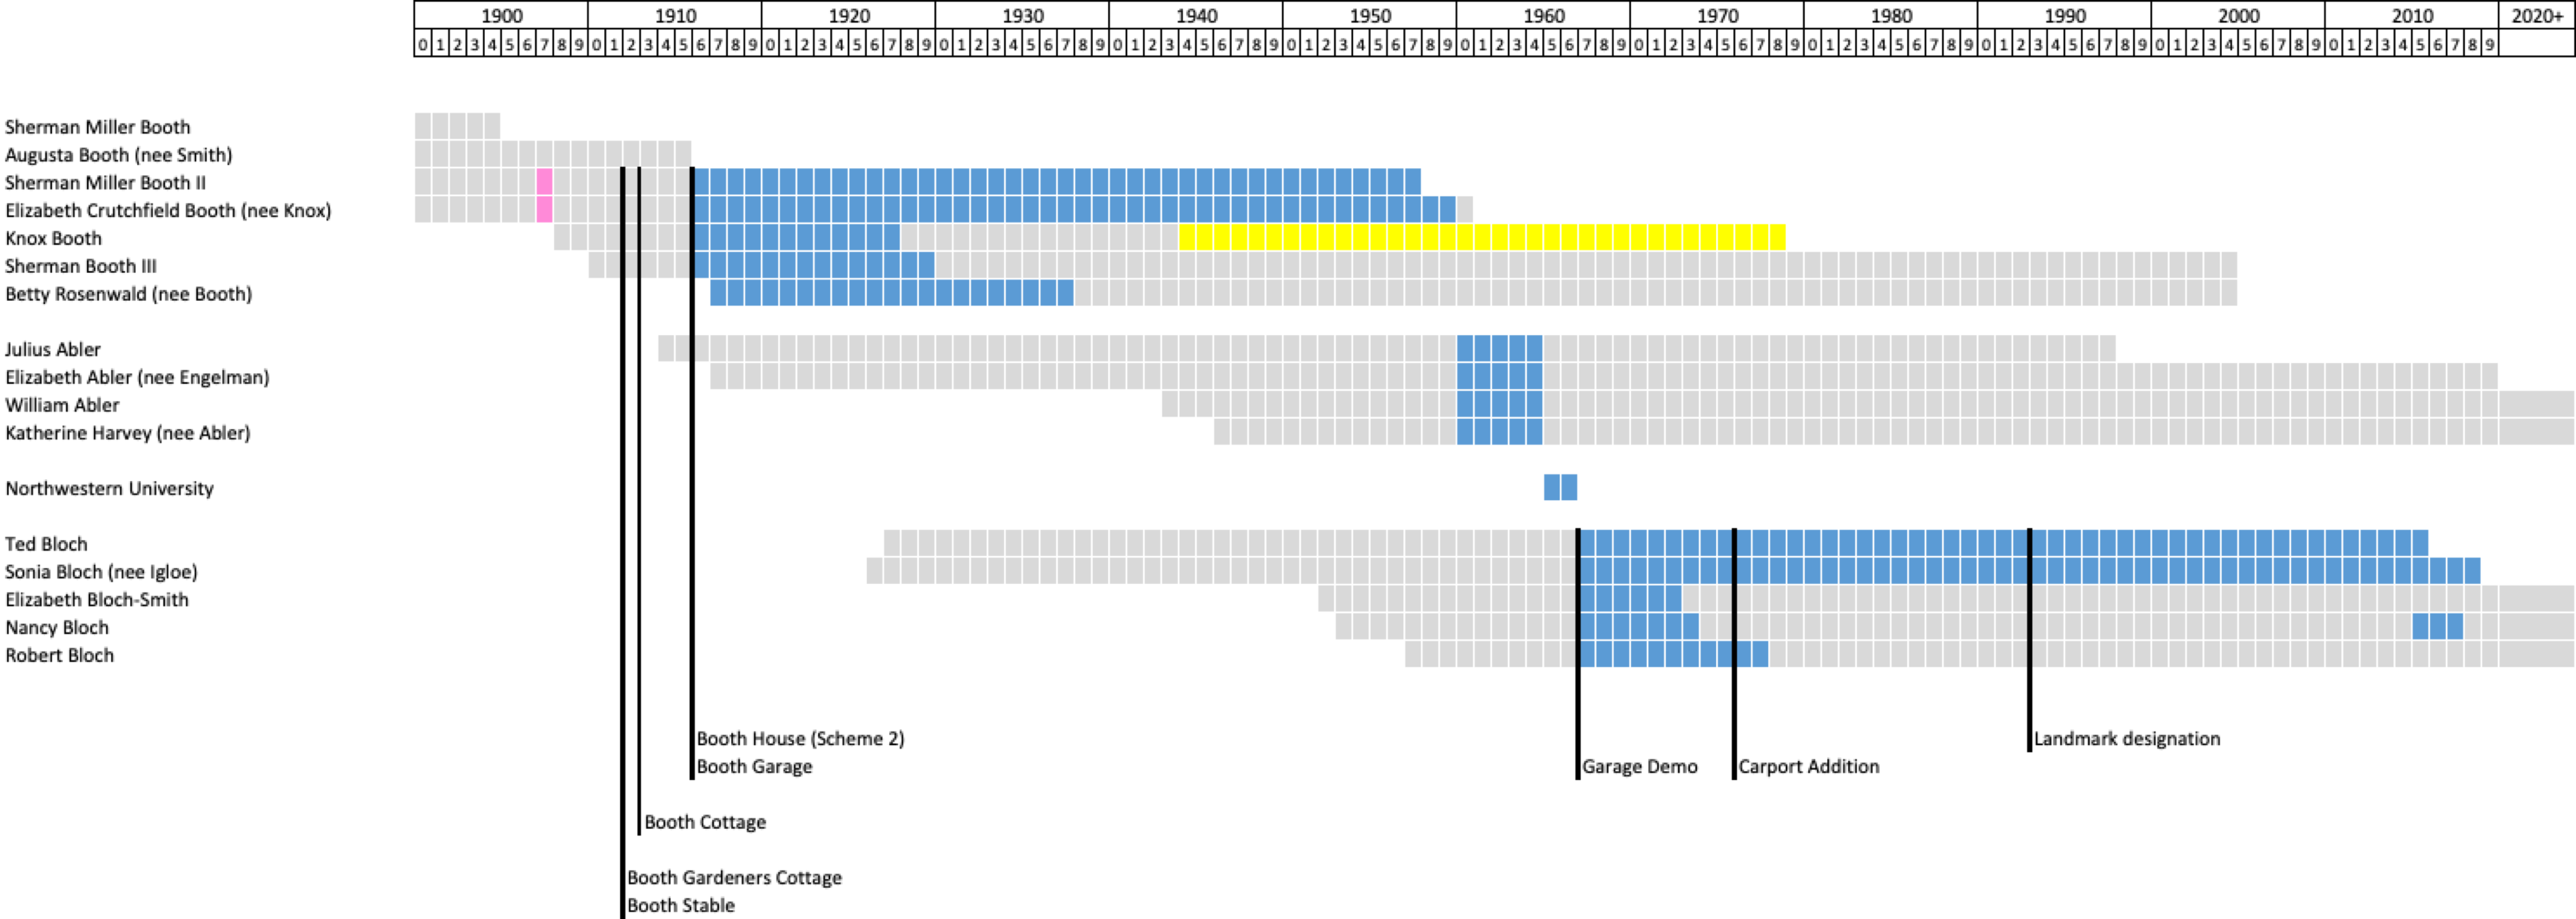 1900 1910 1920 1930 1940 1950 1960 1970 1980 1990 2000 2010 2020+
0 1 2 3 4 5 6 7 8 9 0 1 2 3 4 5 6 7 8 9 0 1 2 3 4 5 6 7 8 9 0 1 2 3 4 5 6 7 8 9 0 1 2 3 4 5 6 7 8 9 0 1 2 3 4 5 6 7 8 9 0 1 2 3 4 5 6 7 8 9 0 1 2 3 4 5 6 7 8 9 0 1 2 3 4 5 6 7 8 9 0 1 2 3 4 5 6 7 8 9 0 1 2 3 4 5 6 7 8 9 0 1 2 3 4 5 6 7 8 9
Sherman Miller Booth
Augusta Booth (nee Smith)
Sherman Miller Booth II
Elizabeth Crutchfield Booth (nee Knox)
Knox Booth
Sherman Booth III
Betty Rosenwald (nee Booth)
Julius Abler
Elizabeth Abler (nee Engelman)
William Abler
Katherine Harvey (nee Abler)
Northwestern University
Ted Bloch
Sonia Bloch (nee Igloe)
Elizabeth Bloch-Smith
Nancy Bloch
Robert Bloch
Booth House (Scheme 2)
Landmark designation
Booth Garage
Garage Demo
Carport Addition
Booth Cottage
Booth Gardeners Cottage
Booth Stable